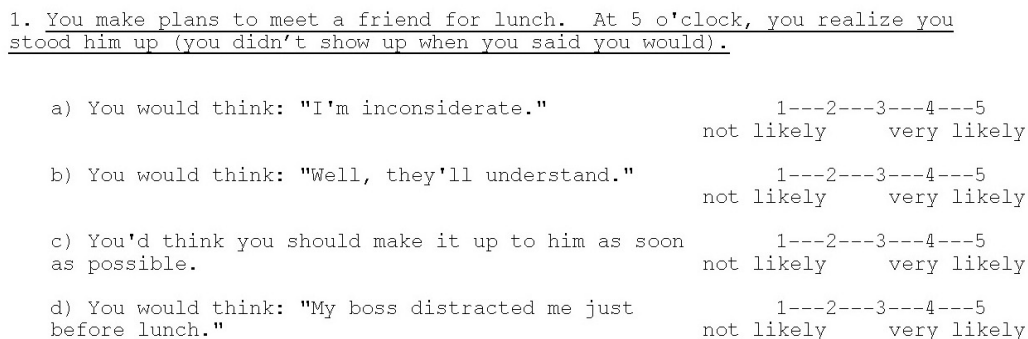 1. You make plans to meet a friend for lunch. At 5 o'clock, you realize you
stood him up (you didn't show up when you said you would).
a) You would think: "I'm inconsiderate." 1---2---3---4---5
not likely very likely
b) You would think: "Well, they'll understand." 1---2---3---4---5
not likely very likely
c) You'd think you should make it up to him as soon 1---2---3---4---5
as possible. not likely very likely
d) You would think: "My boss distracted me just 1---2---3---4---5
before lunch." not likely very likely